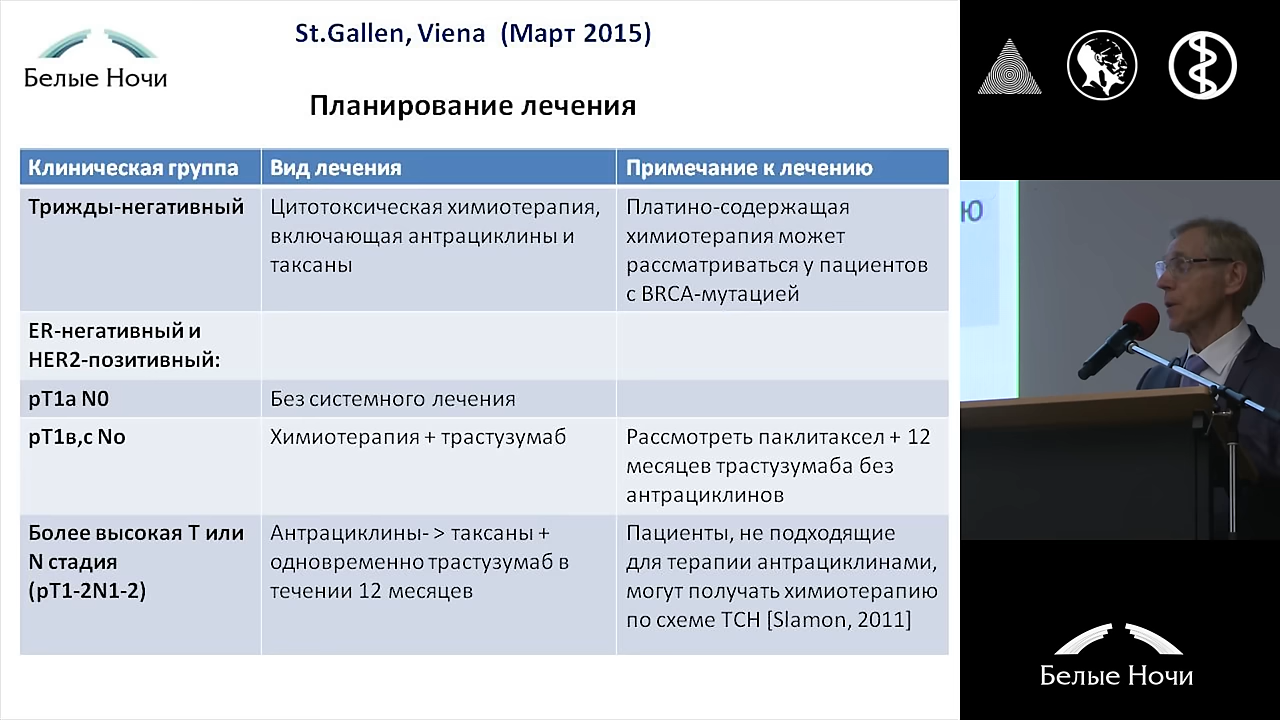 St.Gallen, Viena (Март 2015)
Белые Ночи
Планирование лечения
Клиническая группа
Вид лечения
Примечание к лечению
Трижды-негативный
Цитотоксическая химиотерапия,
включающая антрациклины и
таксаны
Платино-содержащая
химиотерапия может
рассматриваться у пациентов
с BRCA-мутацией
ER-негативный и
HER2-позитивный:
pT1a N0
Без системного лечения
рТ1в,с No
Химиотерапия + трастузумаб
Рассмотреть паклитаксел + 12
месяцев трастузумаба без
антрациклинов
Более высокая Т или
N стадия
(рТ1-2N1-2)
Антрациклины- > таксаны +
одновременно трастузумаб в
течении 12 месяцев
Пациенты, не подходящие
для терапии антрациклинами,
могут получать химиотерапию
по схеме ТСН [Slamon, 2011]
Ю
Белые Ночи